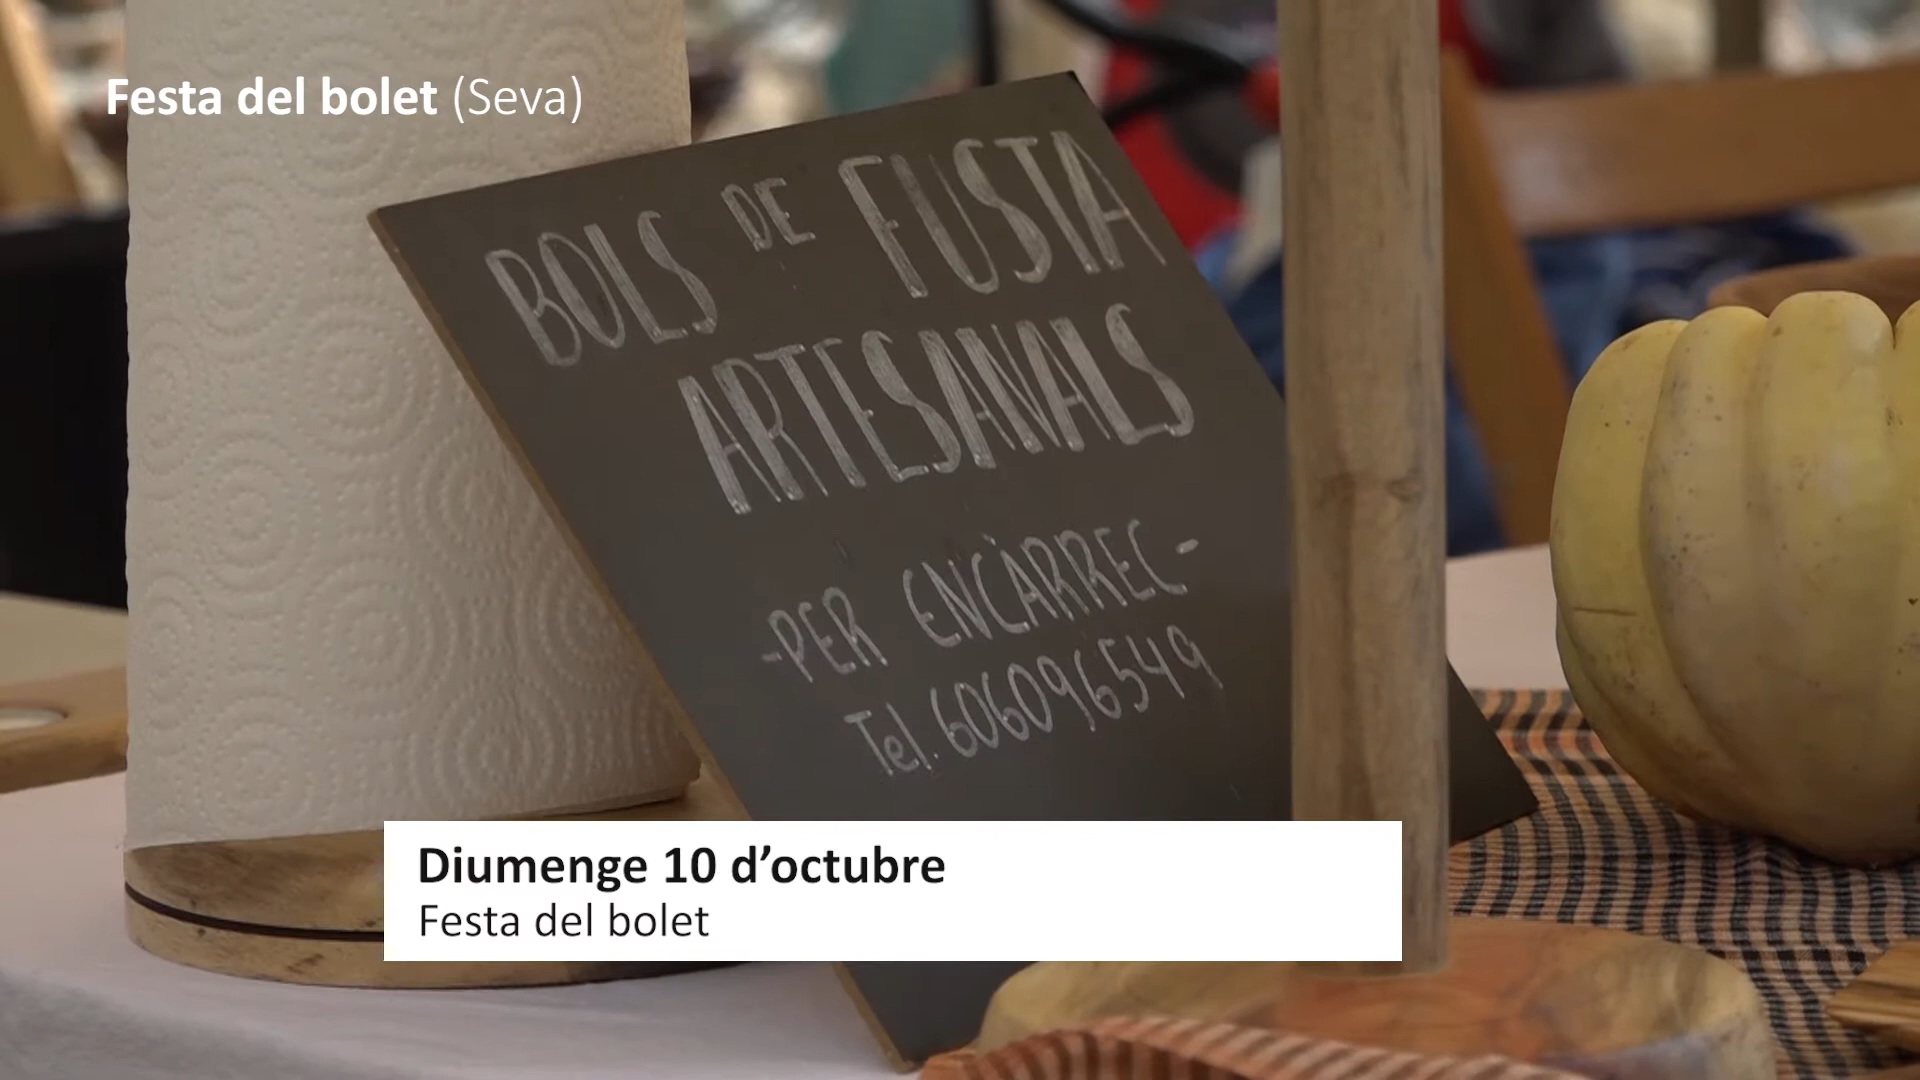 Festa del bolet (Seva)
BOLS DE FUSTA
ARTESANALS
-PER ENCÀRREC-
Tel. 606096549
Diumenge 10 d’octubre
Festa del bolet